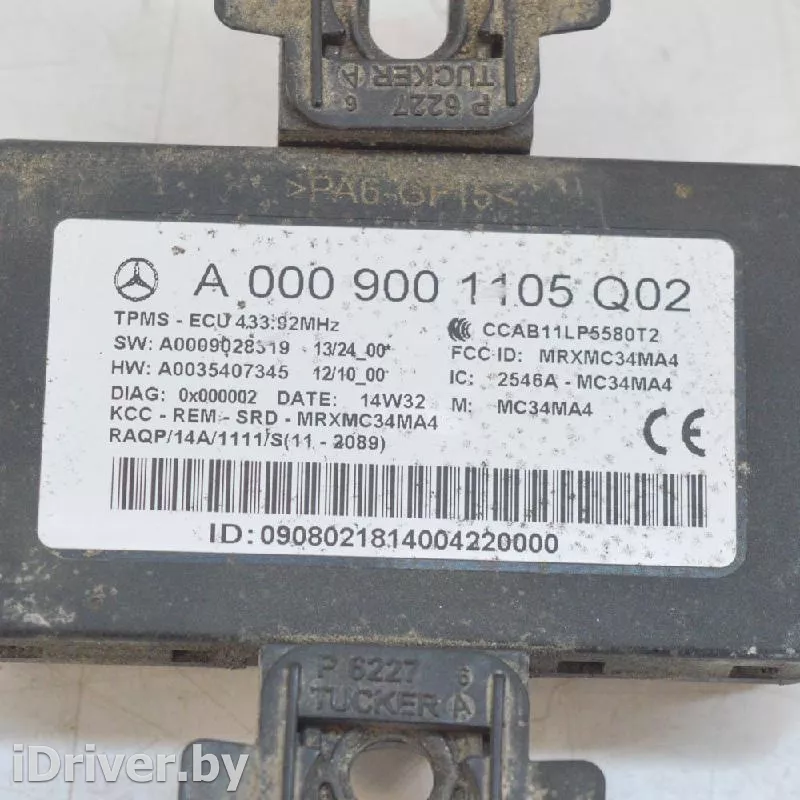 P 6227 6
TUCKER A
>PA6-GF15<
A 000 900 1105 Q02
TPMS - ECU 433.92MHz
CCAB11LP5580T2
SW: A0009028319 13/24_00
FCC ID: MRXMC34MA4
HW: A0035407345 12/10_00
IC: 2546A - MC34MA4
DIAG: 0x000002 DATE: 14W32
M: MC34MA4
KCC - REM - SRD - MRXMC34MA4
RAQP/14A/1111/S(11 - 2089)
CE
ID: 0908021814004220000
P 6227 6
TUCKER A
iDriver.by